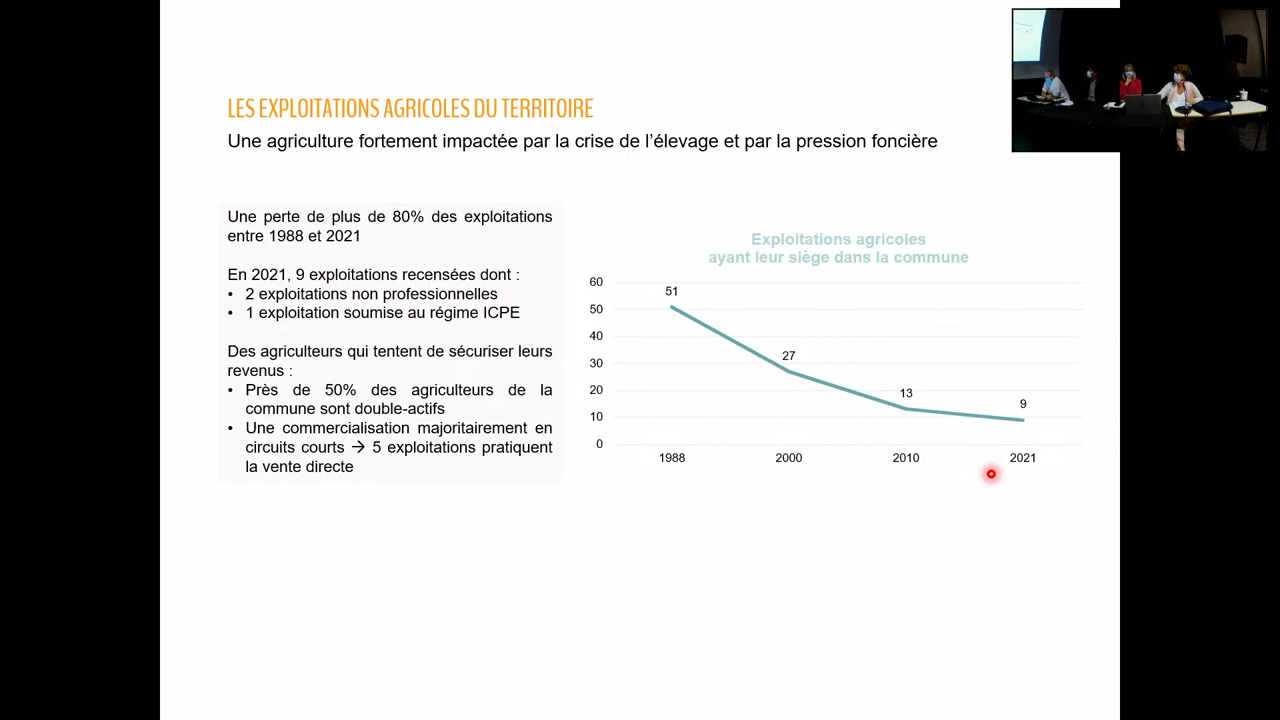 LES EXPLOITATIONS AGRICOLES DU TERRITOIRE
Une agriculture fortement impactée par la crise de l'élevage et par la pression foncière
Une perte de plus de 80% des exploitations
entre 1988 et 2021
En 2021, 9 exploitations recensées dont :
• 2 exploitations non professionnelles
• 1 exploitation soumise au régime ICPE
Des agriculteurs qui tentent de sécuriser leurs
revenus :
• Près de 50% des agriculteurs de la
commune sont double-actifs
• Une commercialisation majoritairement en
circuits courts → 5 exploitations pratiquent
la vente directe
Exploitations agricoles
ayant leur siège dans la commune
60
50
40
30
20
10
0
51
27
13
9
1988
2000
2010
2021